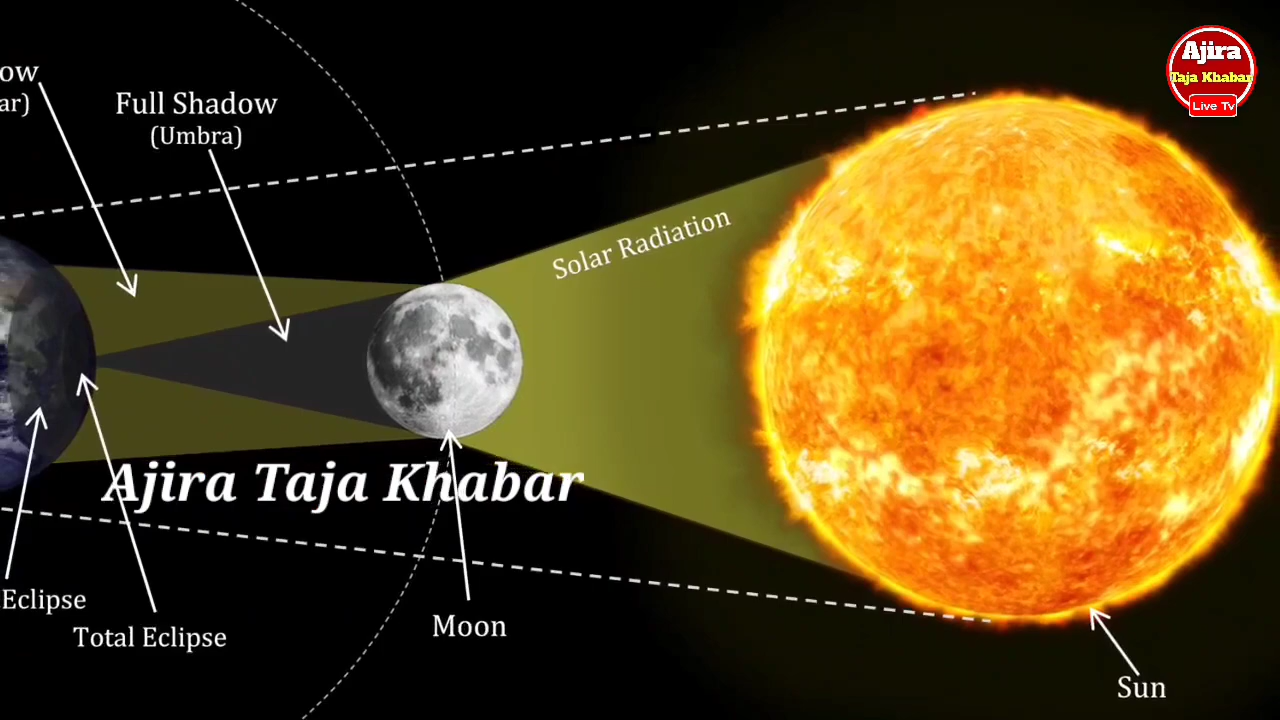 Ajira
Taja Khabar
Live Tv
ow
ar)
Full Shadow
(Umbra)
Solar Radiation
Ajira Taja Khabar
Eclipse
Total Eclipse
Moon
Sun